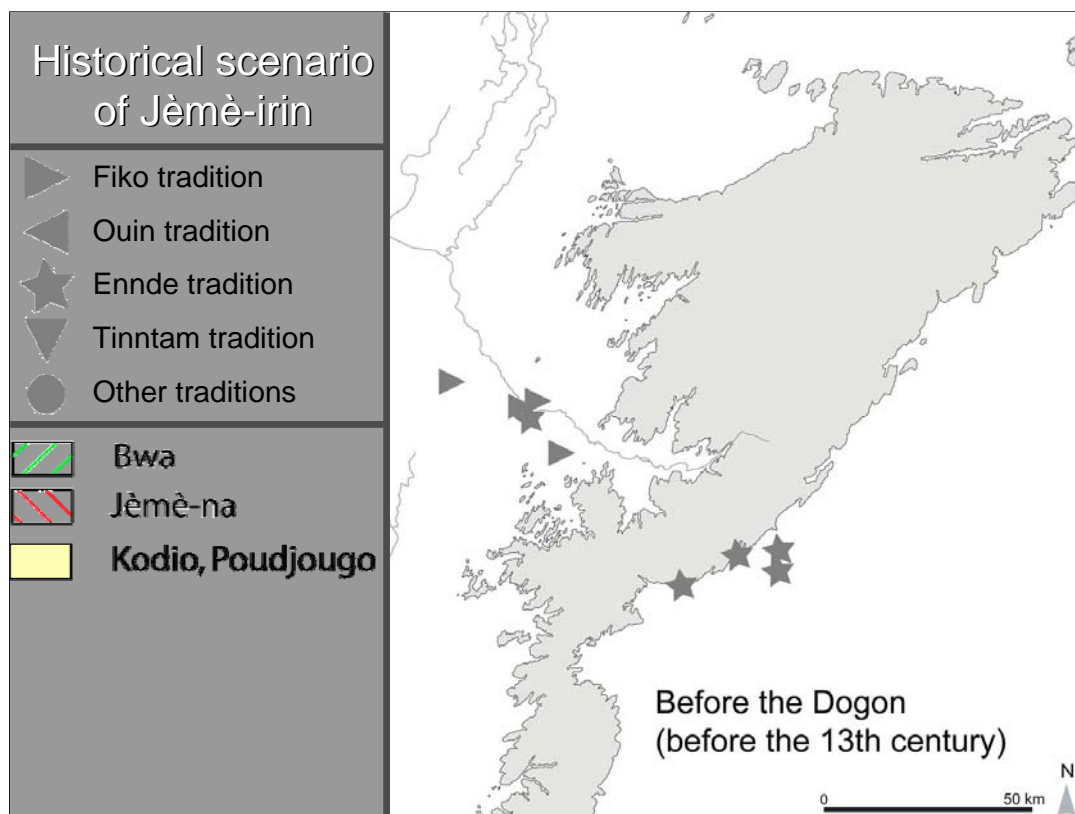 Historical scenario
of Jèmè-irin
Fiko tradition
Ouin tradition
Ennde tradition
Tinntam tradition
Other traditions
Bwa
Jèmè-na
Kodio, Poudjougo
Before the Dogon
(before the 13th century)
0 50 km
N